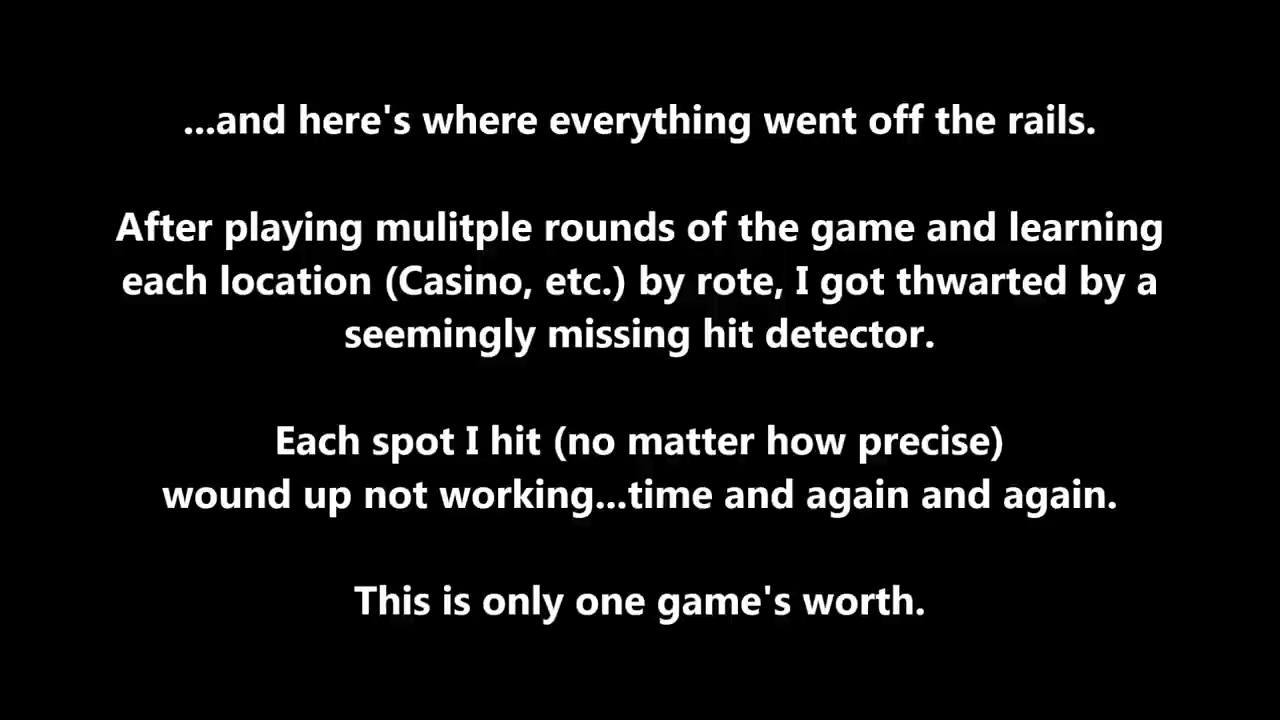 ...and here's where everything went off the rails.
After playing mulitple rounds of the game and learning
each location (Casino, etc.) by rote, I got thwarted by a
seemingly missing hit detector.
Each spot I hit (no matter how precise)
wound up not working...time and again and again.
This is only one game's worth.